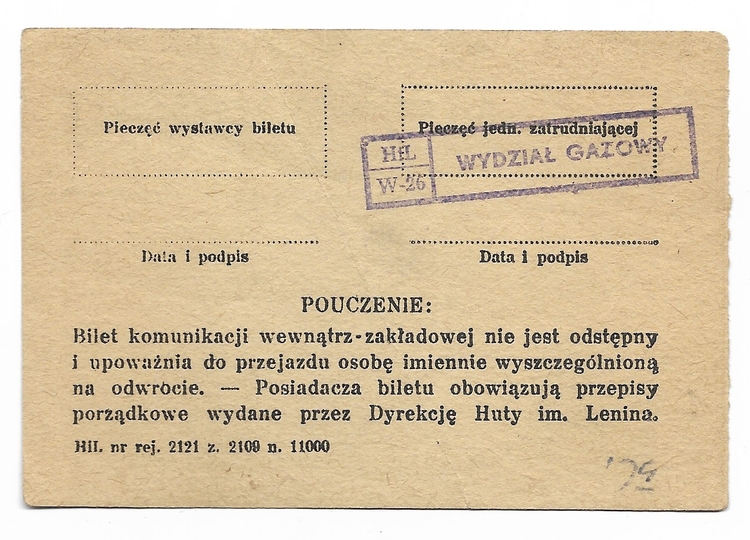 Pieczęć wystawcy biletu
Pieczęć jedn. zatrudniającej
HiL
W-26
WYDZIAŁ GAZOWY
Data i podpis
Data i podpis
POUCZENIE:
Bilet komunikacji wewnątrz-zakładowej nie jest odstępny
i upoważnia do przejazdu osobę imiennie wyszczególnioną
na odwrocie. — Posiadacza biletu obowiązują przepisy
porządkowe wydane przez Dyrekcję Huty im. Lenina.
HiL nr rej. 2121 z. 2109 n. 11000